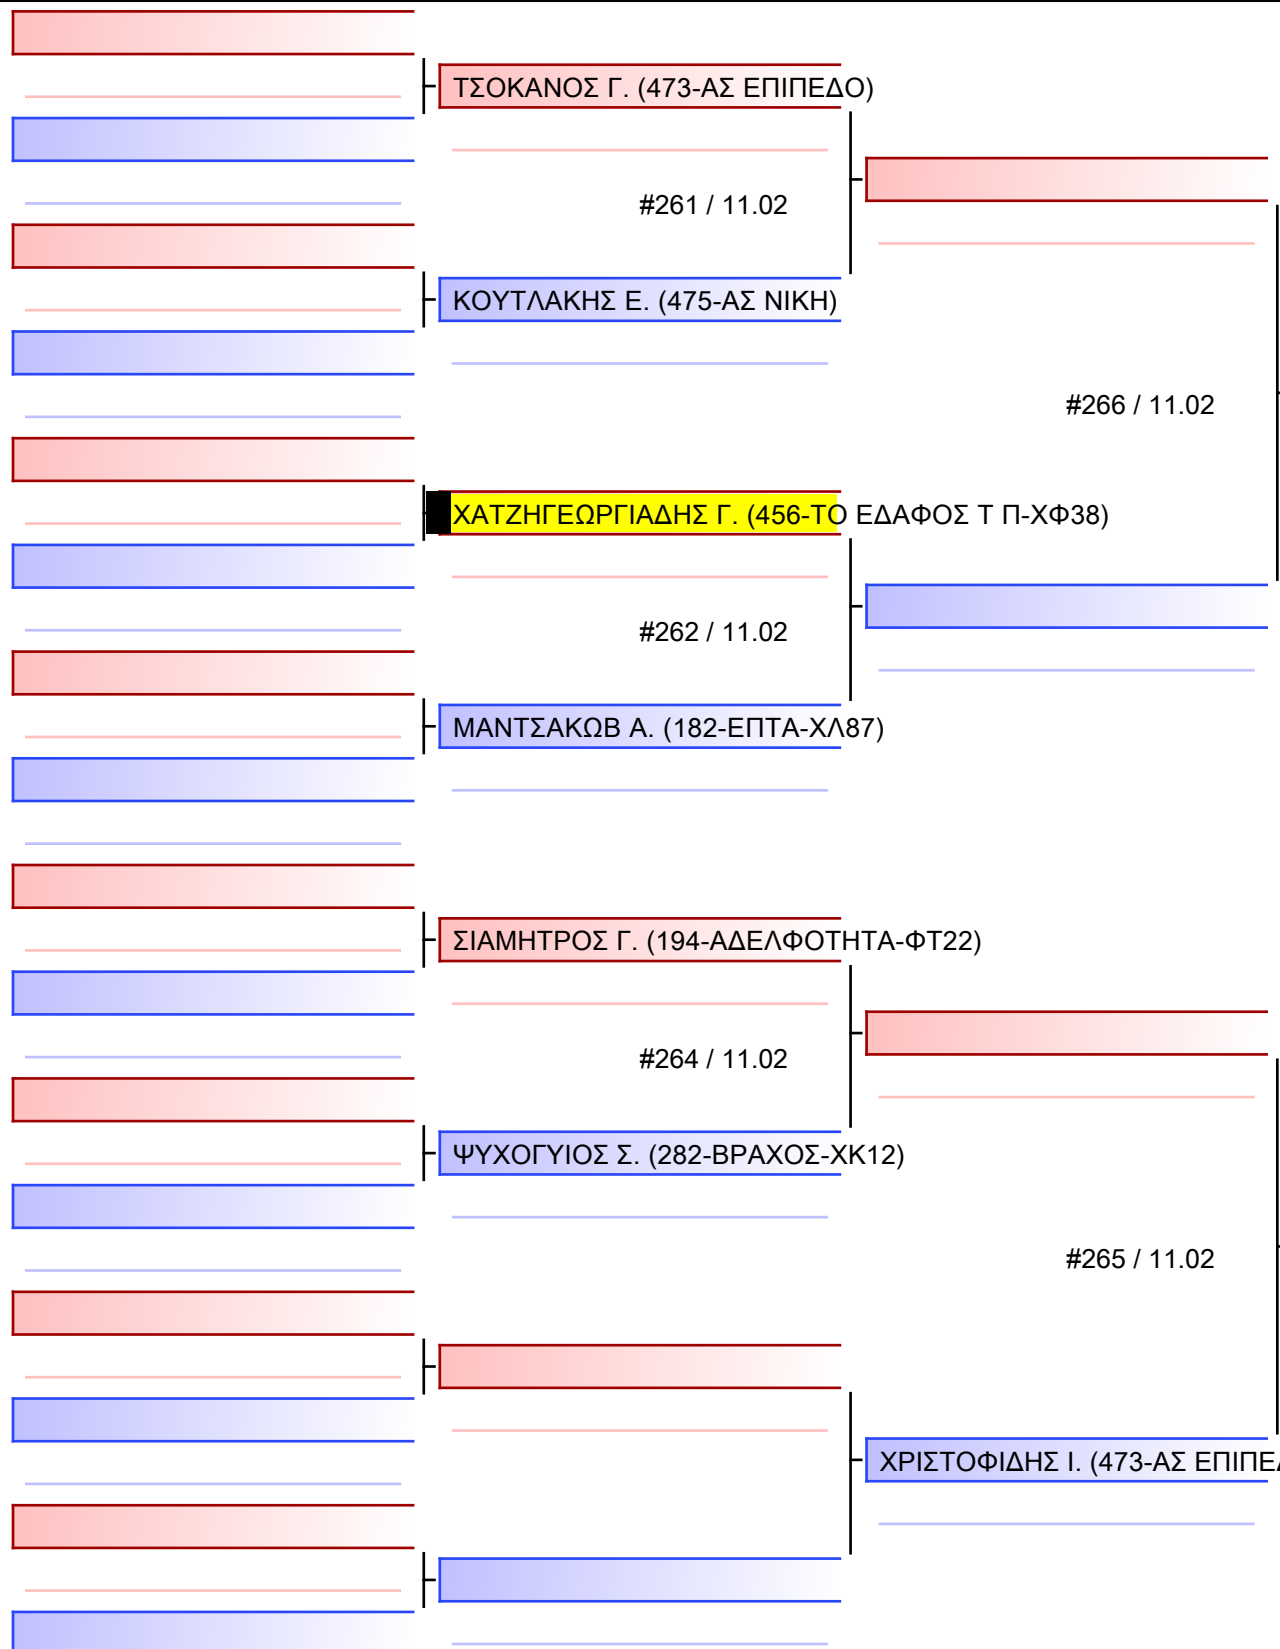 ΤΣΟΚΑΝΟΣ Γ. (473-ΑΣ ΕΠΙΠΕΔΟ)
#261 / 11.02
ΚΟΥΤΛΑΚΗΣ Ε. (475-ΑΣ ΝΙΚΗ)
#266 / 11.02
ΧΑΤΖΗΓΕΩΡΓΙΑΔΗΣ Γ. (456-ΤΟ ΕΔΑΦΟΣ Τ Π-ΧΦ38)
#262 / 11.02
ΜΑΝΤΣΑΚΩΒ Α. (182-ΕΠΤΑ-ΧΛ87)
ΣΙΑΜΗΤΡΟΣ Γ. (194-ΑΔΕΛΦΟΤΗΤΑ-ΦΤ22)
#264 / 11.02
ΨΥΧΟΓΥΙΟΣ Σ. (282-ΒΡΑΧΟΣ-ΧΚ12)
#265 / 11.02
ΧΡΙΣΤΟΦΙΔΗΣ Ι. (473-ΑΣ